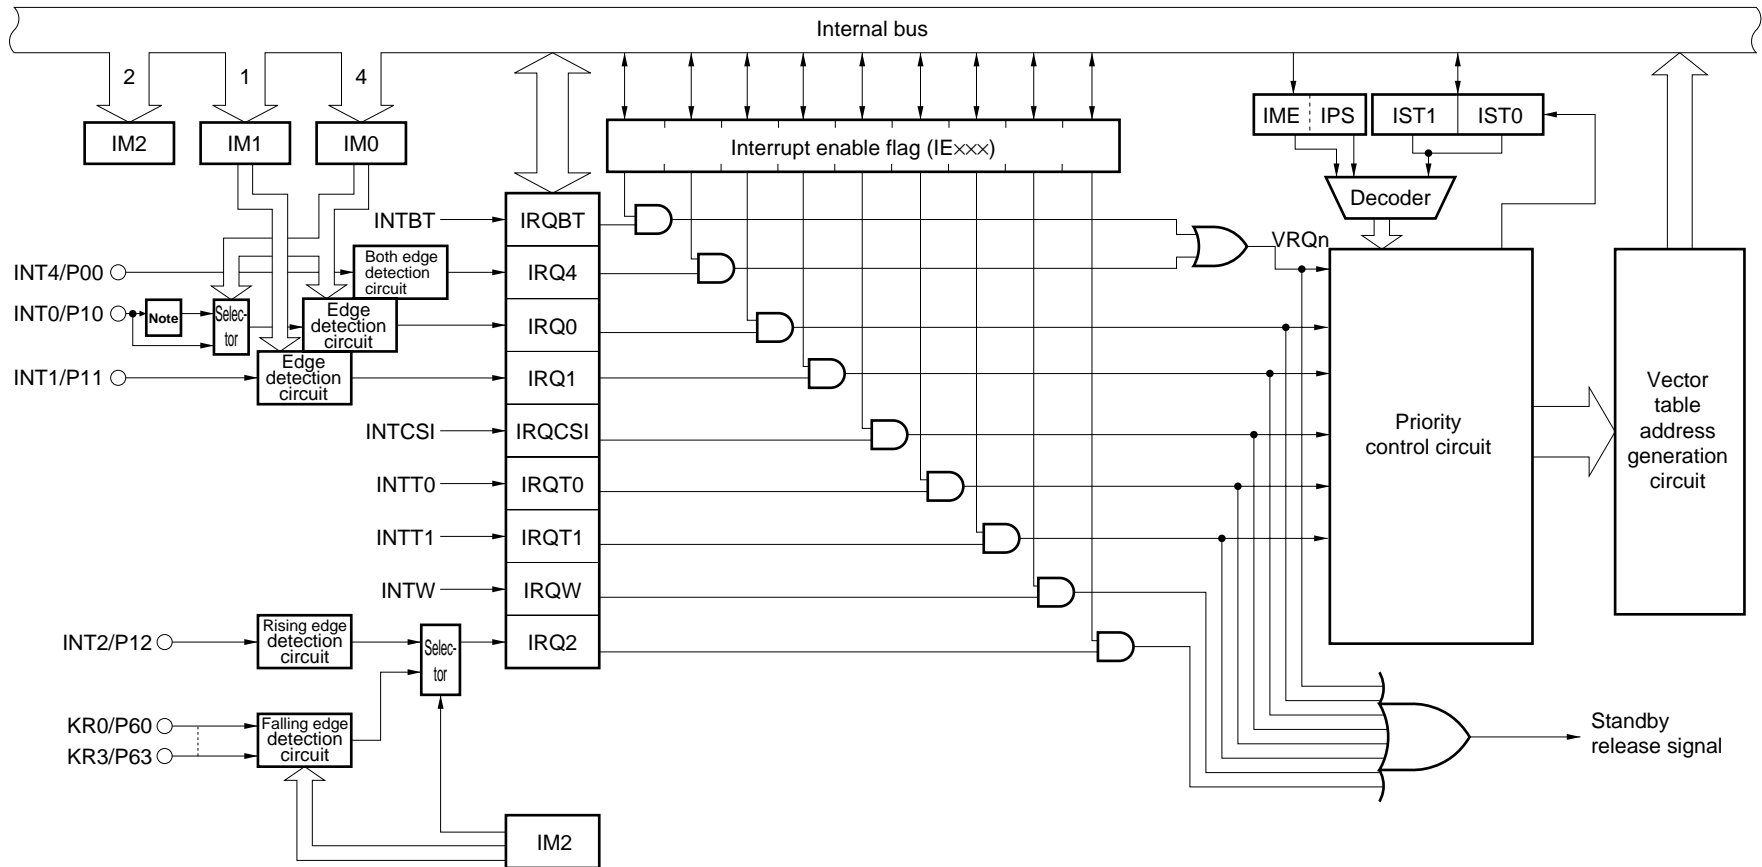 Internal bus
2
1
4
IM2
IM1
IM0
IME
IPS
IST1
IST0
Interrupt enable flag (IE×××)
Decoder
INTBT
IRQBT
VRQn
INT4/P00
Both edge
detection
circuit
IRQ4
INT0/P10
Note
Selec-
tor
Edge
detection
circuit
IRQ0
INT1/P11
Edge
detection
circuit
IRQ1
INTCSI
IRQCSI
Priority
control circuit
Vector
table
address
generation
circuit
INTT0
IRQT0
INTT1
IRQT1
INTW
IRQW
INT2/P12
Rising edge
detection
circuit
Selec-
tor
IRQ2
KR0/P60
KR3/P63
Falling edge
detection
circuit
Standby
release signal
IM2